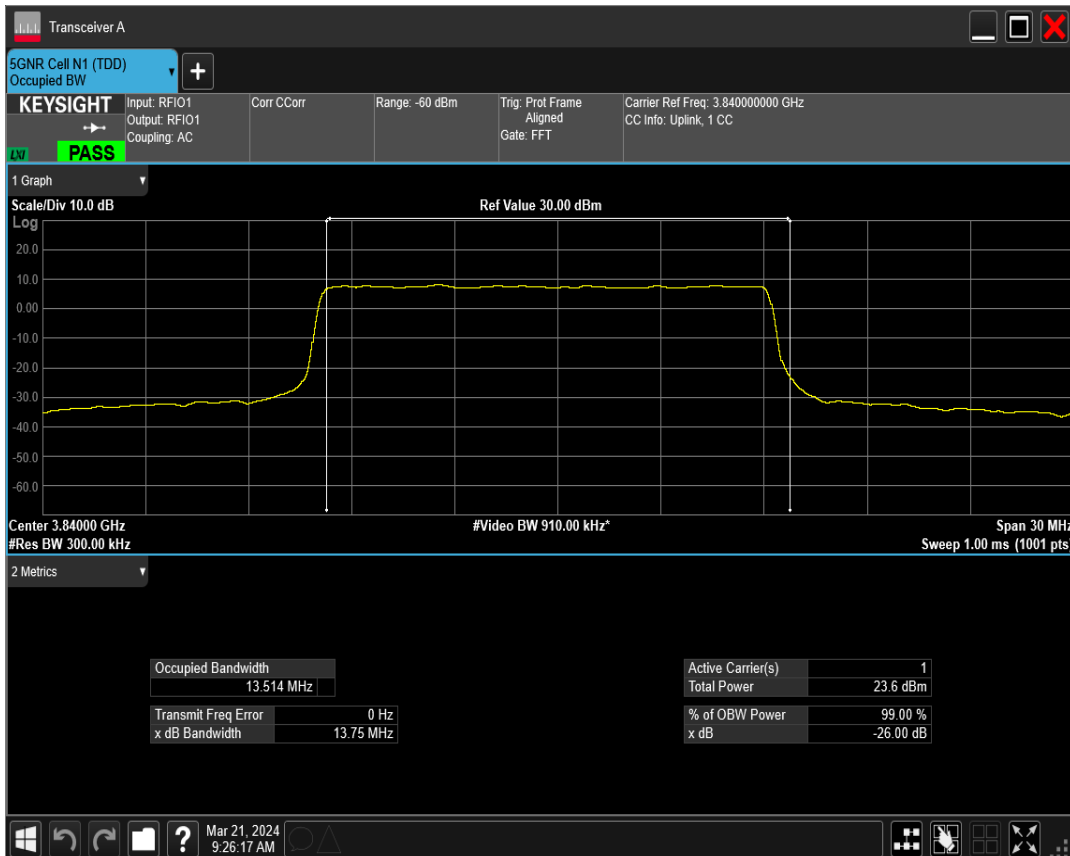 Transceiver A
5GNR Cell N1 (TDD)
Occupied BW
+
KEYSIGHT
LXI
PASS
Input: RFIO1
Output: RFIO1
Coupling: AC
Corr CCorr
Range: -60 dBm
Trig: Prot Frame
Aligned
Gate: FFT
Carrier Ref Freq: 3.840000000 GHz
CC Info: Uplink, 1 CC
1 Graph
Scale/Div 10.0 dB
Ref Value 30.00 dBm
Log
20.0
10.0
0.00
-10.0
-20.0
-30.0
-40.0
-50.0
-60.0
Center 3.84000 GHz
#Video BW 910.00 kHz*
Span 30 MHz
#Res BW 300.00 kHz
Sweep 1.00 ms (1001 pts)
2 Metrics
Occupied Bandwidth
13.514 MHz
Transmit Freq Error 0 Hz
x dB Bandwidth 13.75 MHz
Active Carrier(s) 1
Total Power 23.6 dBm
% of OBW Power 99.00 %
x dB -26.00 dB
?
Mar 21, 2024
9:26:17 AM